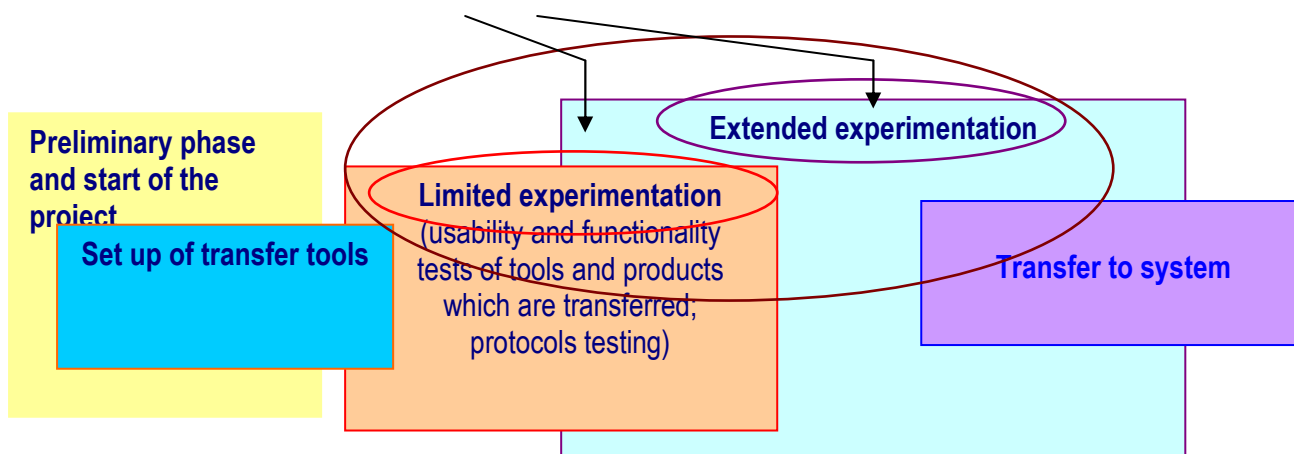 Preliminary phase
and start of the
project
Set up of transfer tools
Limited experimentation
(usability and functionality
tests of tools and products
which are transferred;
protocols testing)
Extended experimentation
Transfer to system